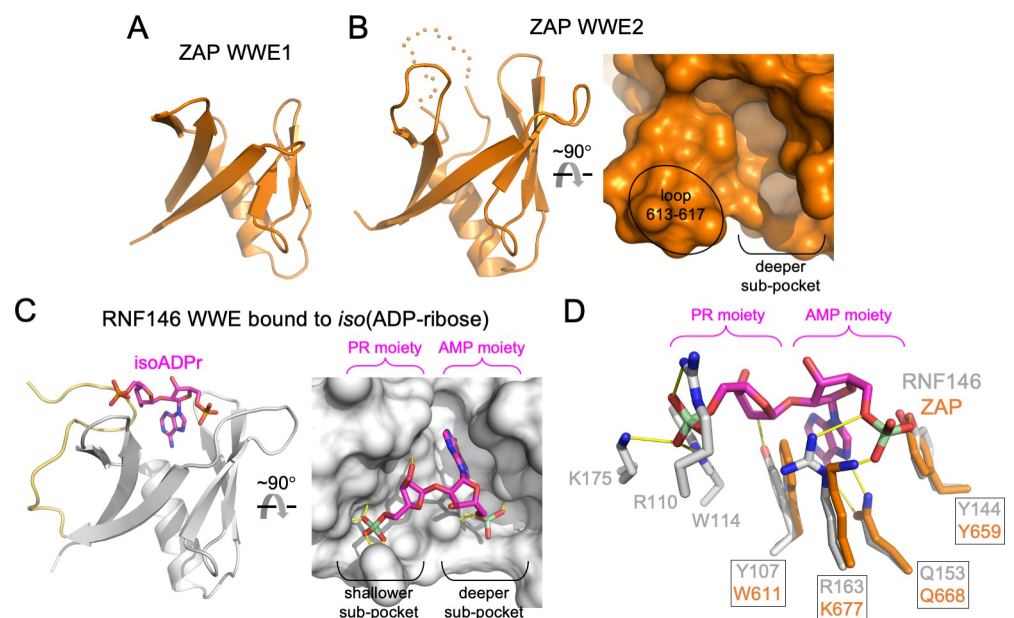 A
ZAP WWE1
B
ZAP WWE2
~90°
loop
613-617
deeper
sub-pocket
C
RNF146 WWE bound to iso(ADP-ribose)
isoADPr
~90°
PR moiety
AMP moiety
shallower
sub-pocket
deeper
sub-pocket
D
PR moiety
AMP moiety
RNF146
ZAP
K175
R110
W114
Y107
W611
R163
K677
Q153
Q668
Y144
Y659